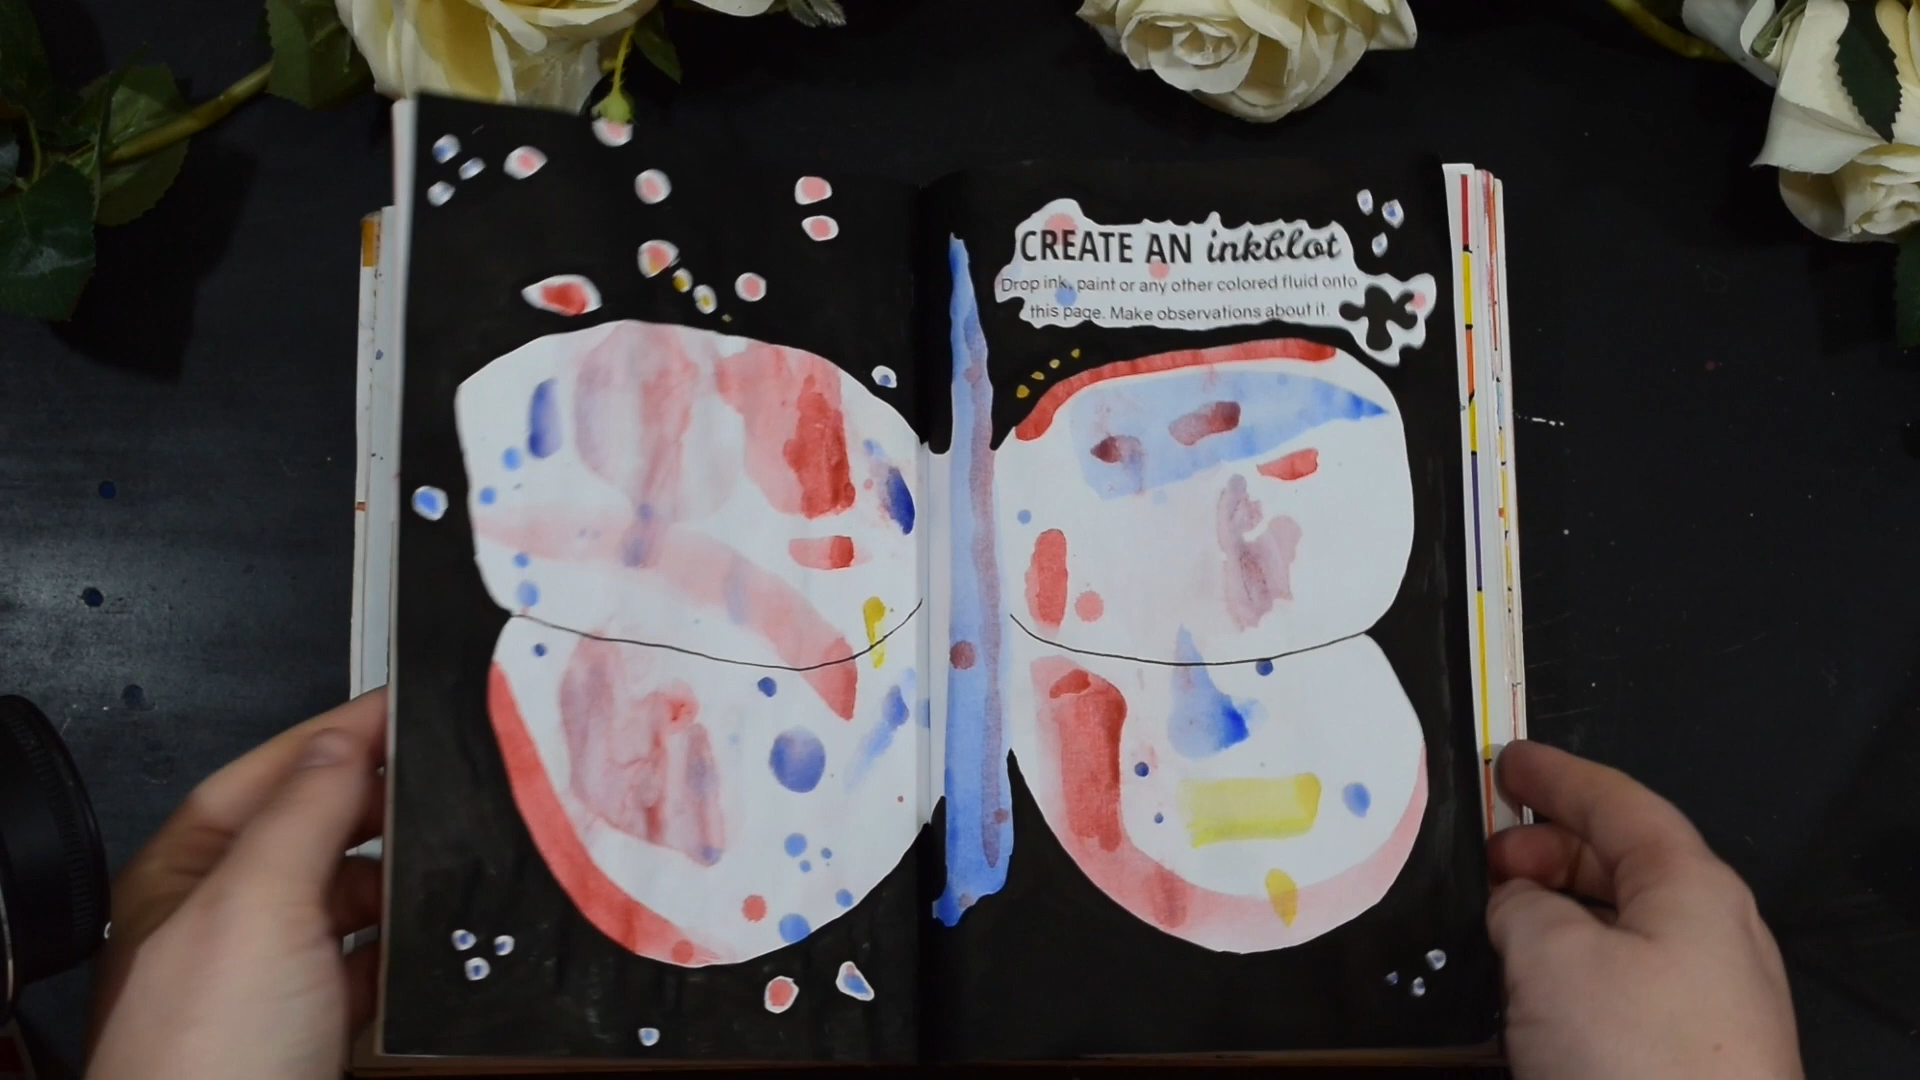 CREATE AN inkblot
Drop ink, paint or any other colored fluid onto
this page. Make observations about it.